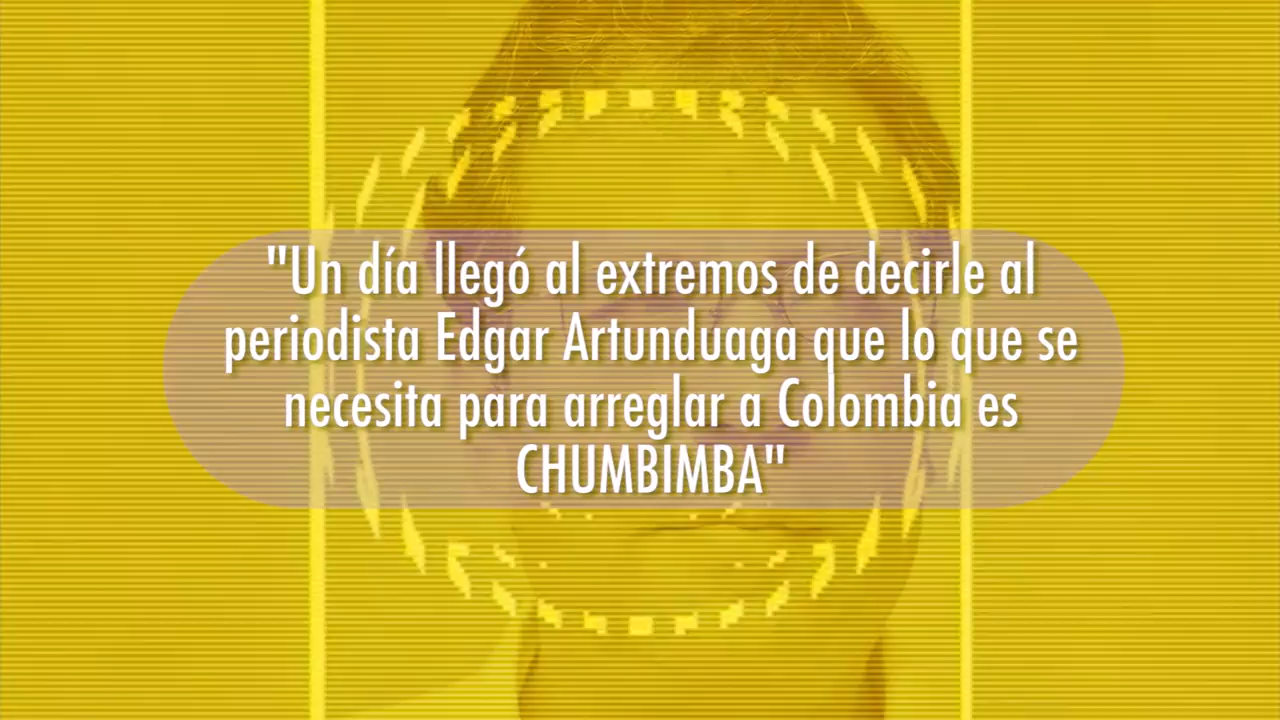 "Un día llegó al extremos de decirle al
periodista Edgar Artunduaga que lo que se
necesita para arreglar a Colombia es
CHUMBIMBA"